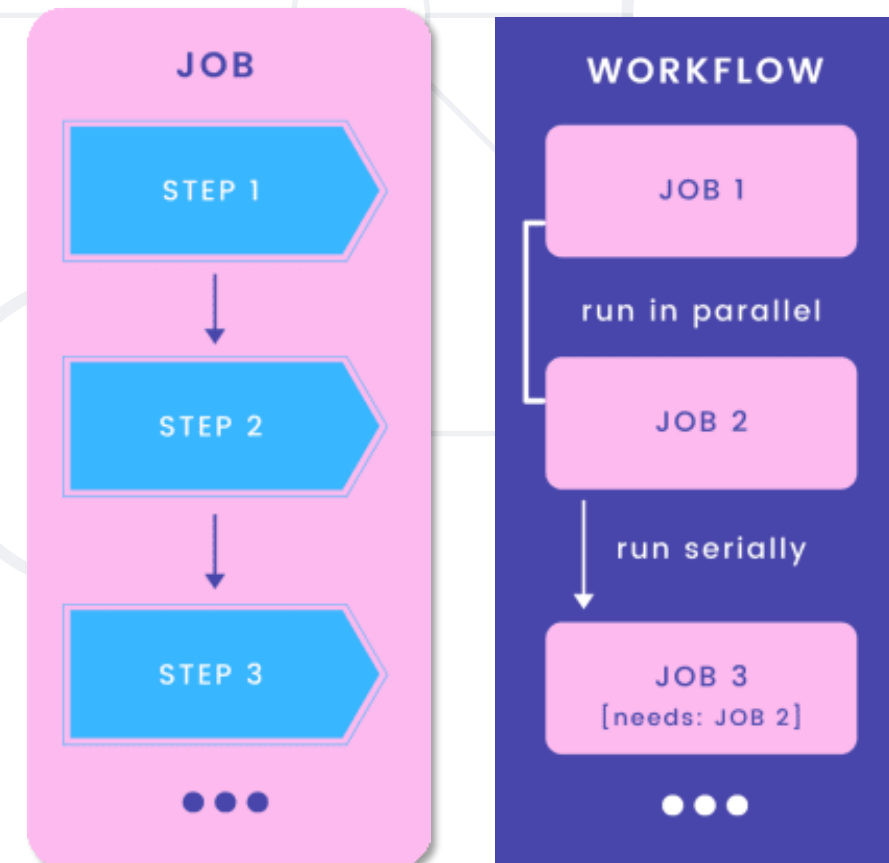 JOB
STEP 1
STEP 2
STEP 3
WORKFLOW
JOB 1
run in parallel
JOB 2
run serially
JOB 3
[needs: JOB 2]